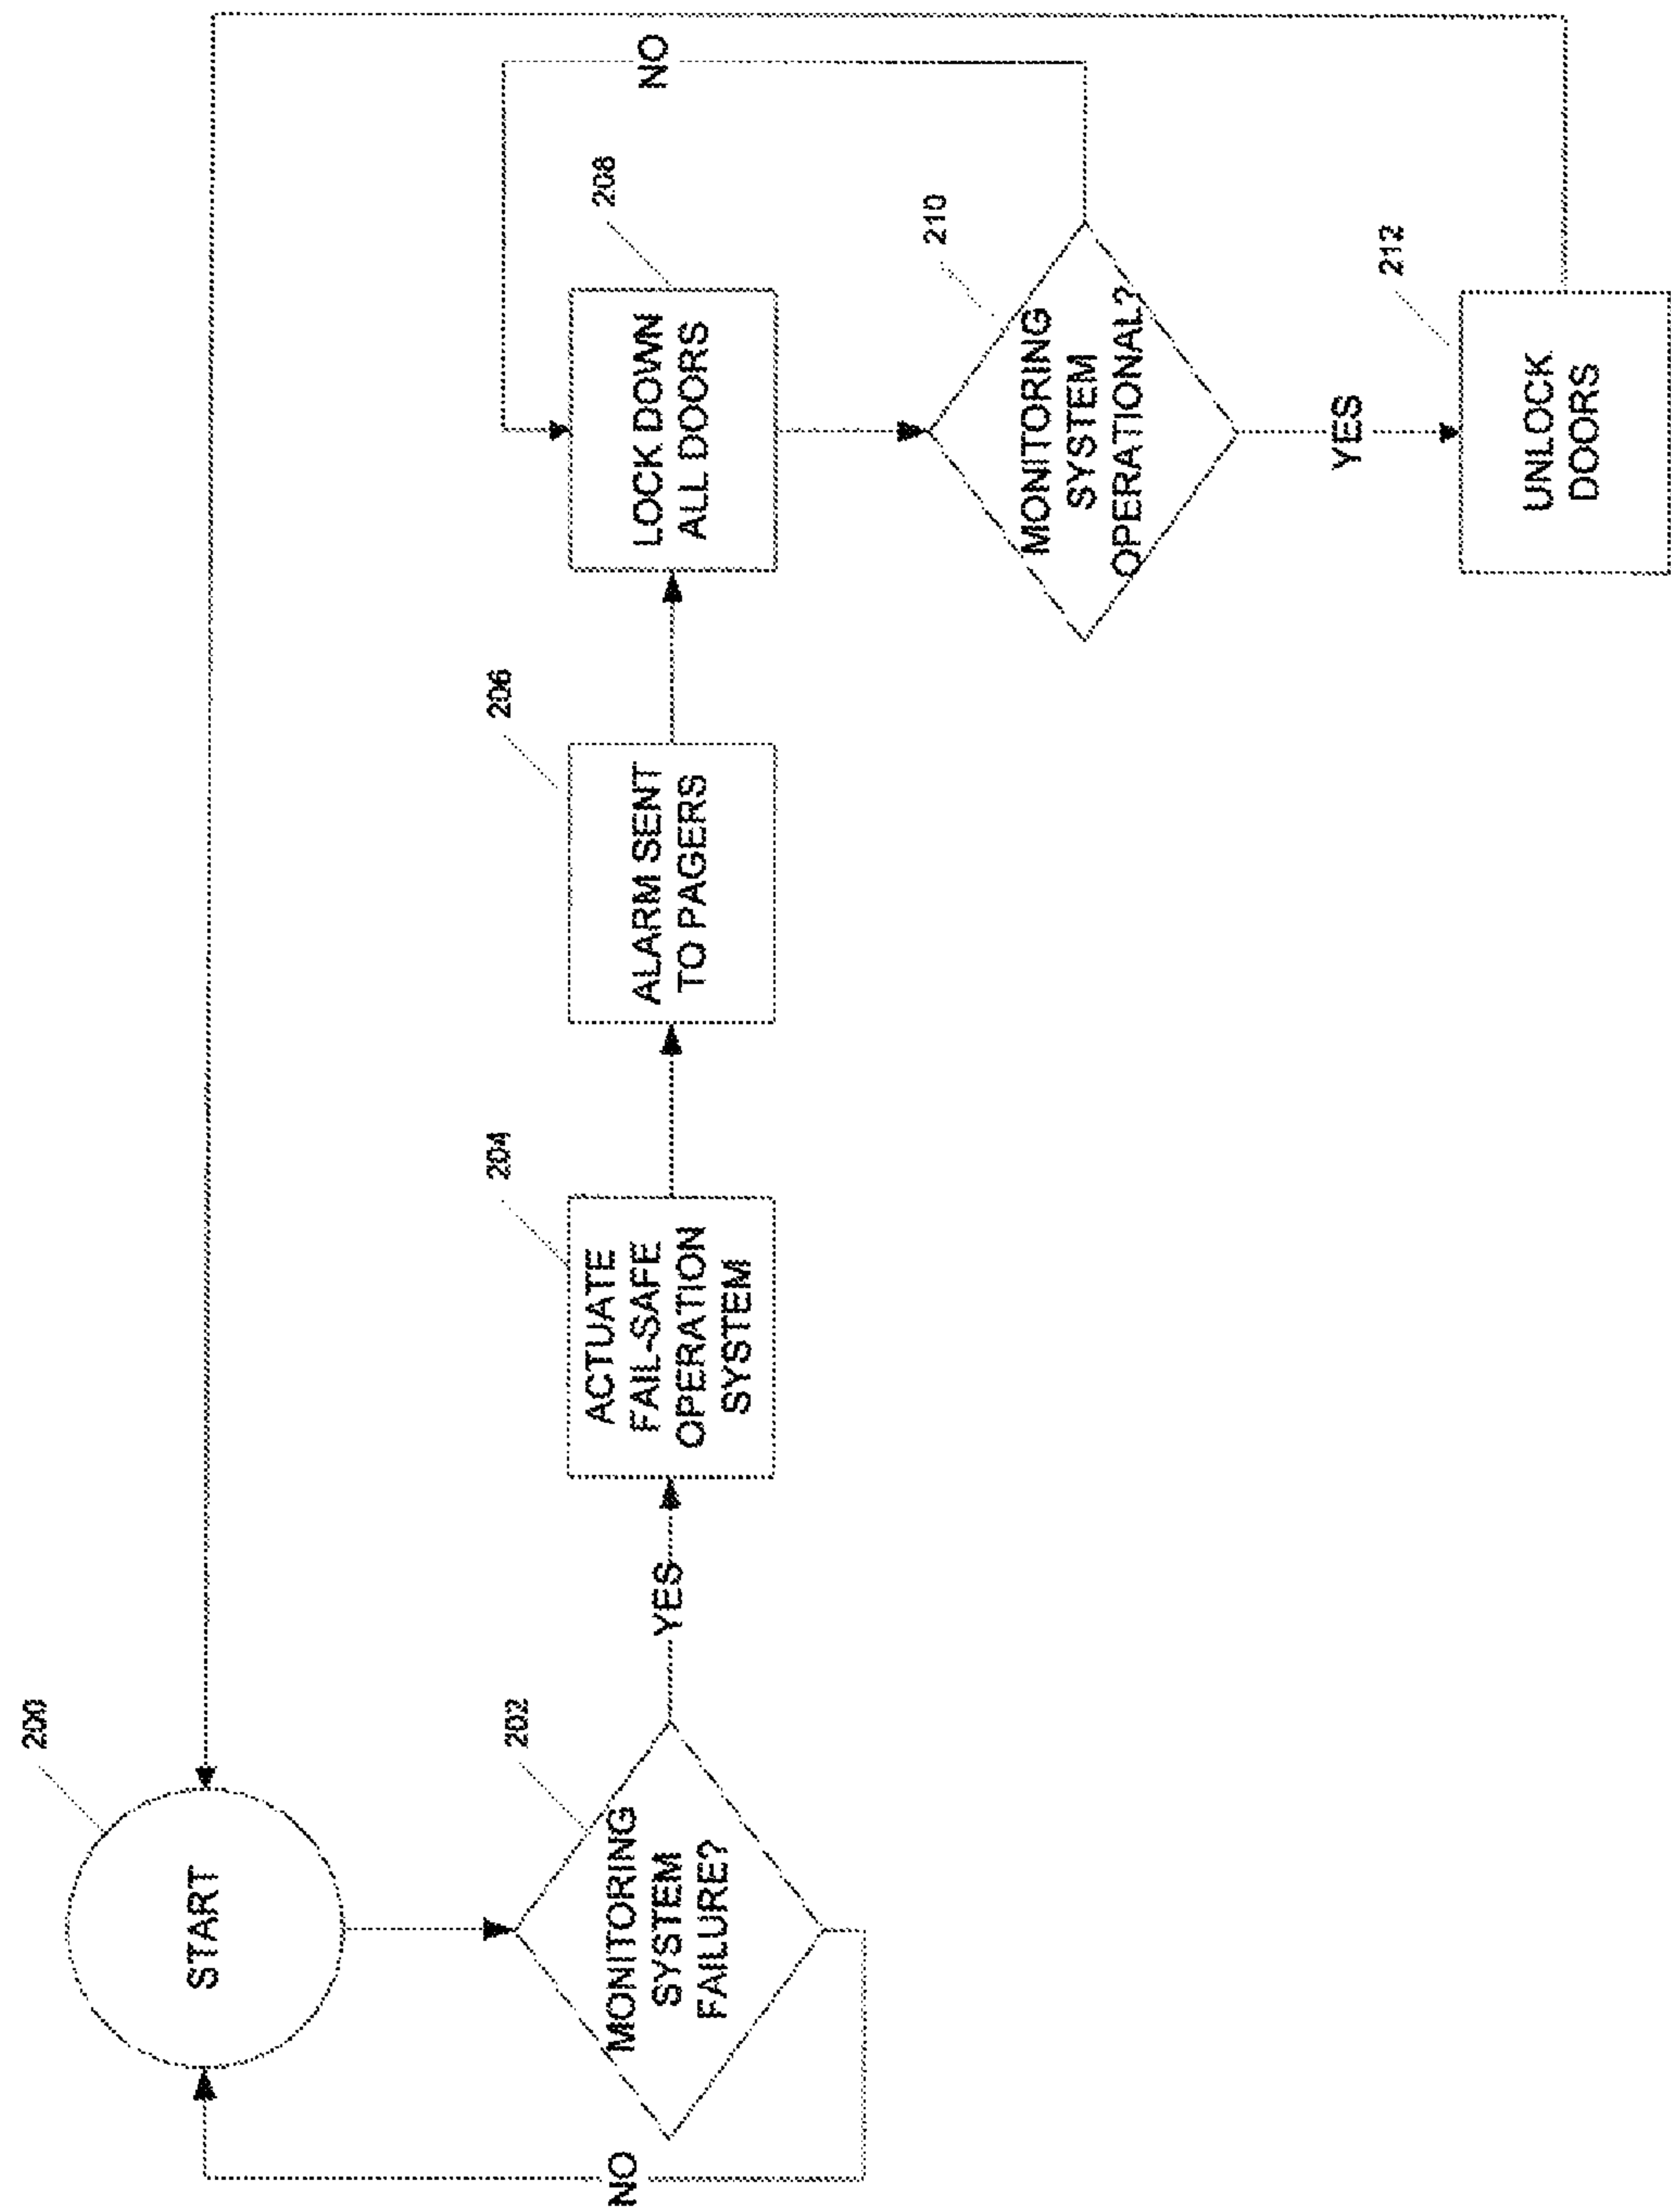 200
START
202
MONITORING
SYSTEM
FAILURE?
NO
YES
204
ACTUATE
FAIL-SAFE
OPERATION
SYSTEM
206
ALARM SENT
TO PAGERS
208
LOCK DOWN
ALL DOORS
NO
210
MONITORING
SYSTEM
OPERATIONAL?
YES
212
UNLOCK
DOORS